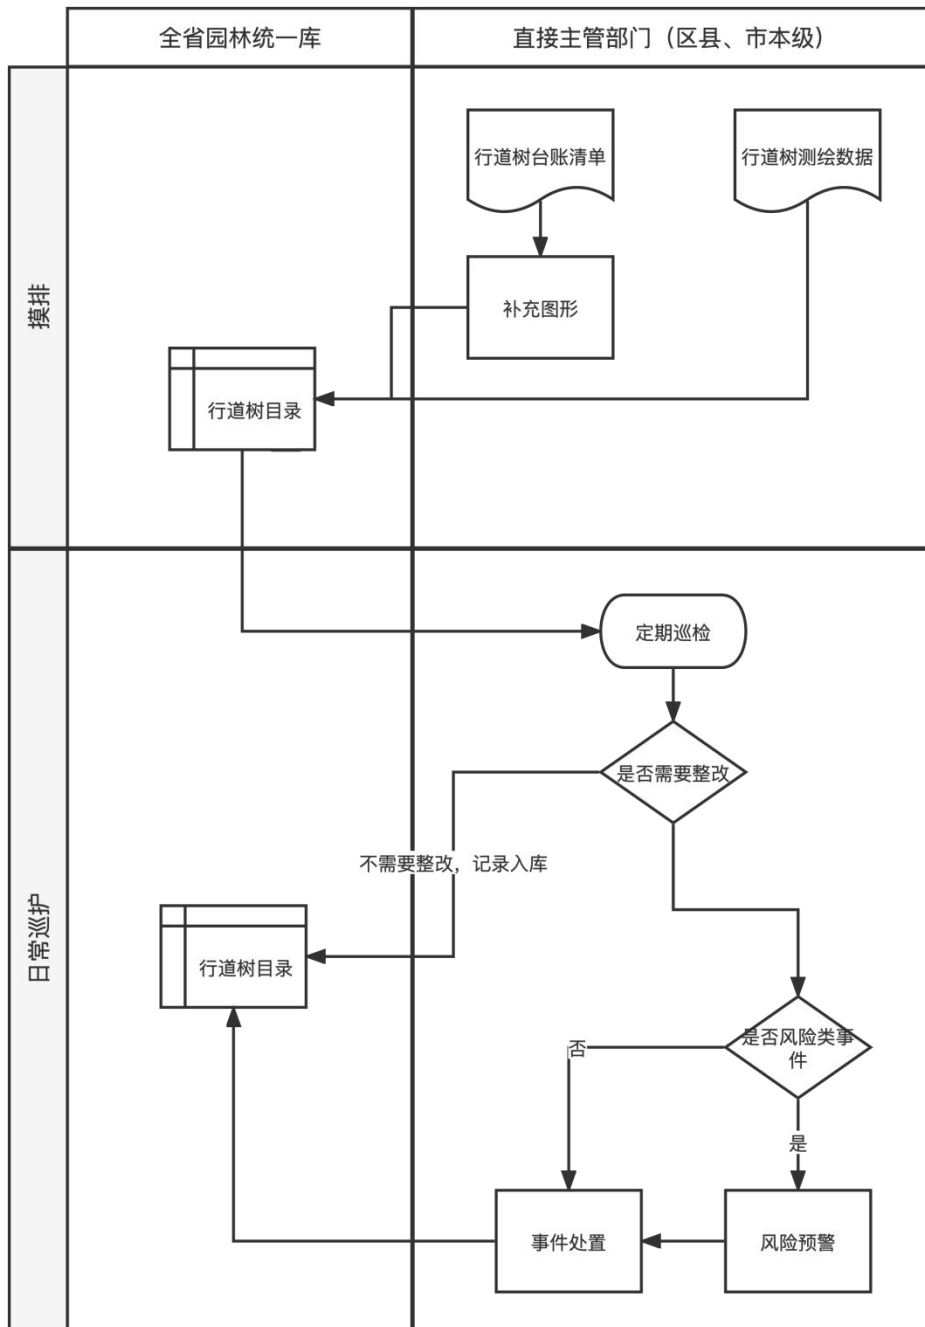 全省园林统一库
直接主管部门（区县、市本级）
摸排
行道树台账清单
行道树测绘数据
补充图形
行道树目录
日常巡护
定期巡检
是否需要整改
不需要整改，记录入库
行道树目录
是否风险类事
件
否
是
事件处置
风险预警